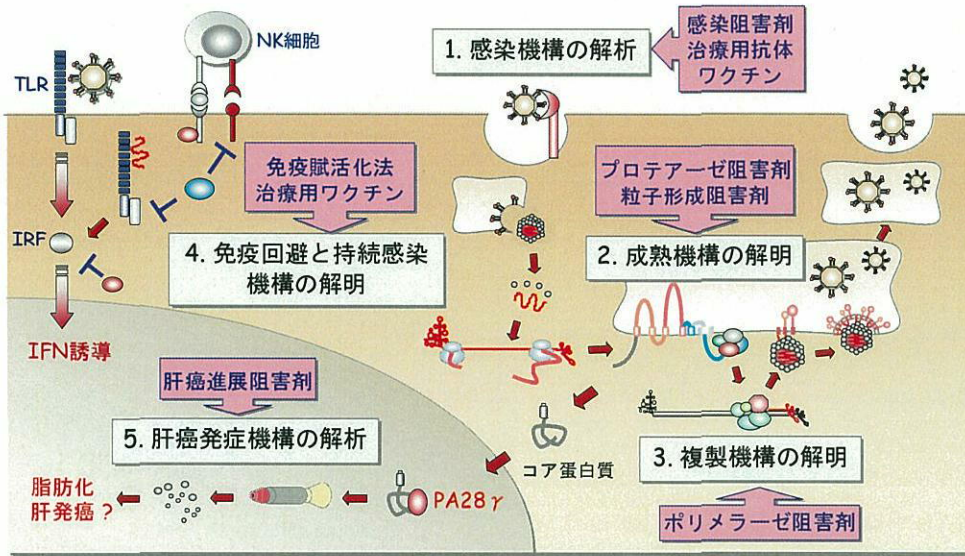 NK細胞
TLR
1. 感染機構の解析
感染阻害剤
治療用抗体
ワクチン
免疫賦活化法
治療用ワクチン
プロテアーゼ阻害剤
粒子形成阻害剤
IRF
4. 免疫回避と持続感染
機構の解明
2. 成熟機構の解明
IFN誘導
肝癌進展阻害剤
5. 肝癌発症機構の解析
コア蛋白質
3. 複製機構の解明
脂肪化
肝発癌？
PA28γ
ポリメラーゼ阻害剤